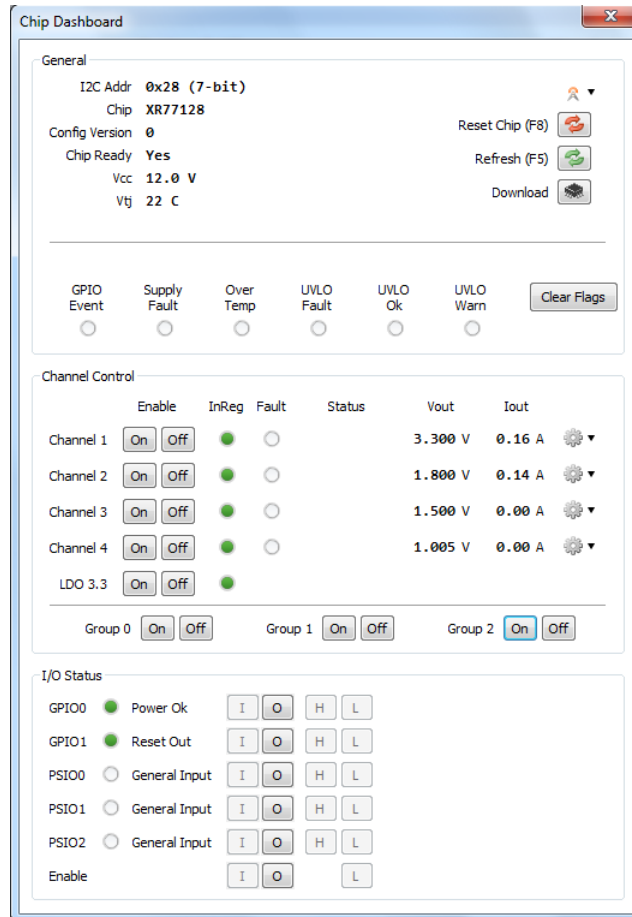 Chip Dashboard
x
General
I2C Addr 0x28 (7-bit)
Chip XR77128
Config Version 0
Chip Ready Yes
Vcc 12.0 V
Vtj 22 C
Reset Chip (F8)
Refresh (F5)
Download
GPIO Event
Supply Fault
Over Temp
UVLO Fault
UVLO Ok
UVLO Warn
Clear Flags
Channel Control
Enable InReg Fault Status Vout Iout
Channel 1 On Off 3.300 V 0.16 A
Channel 2 On Off 1.800 V 0.14 A
Channel 3 On Off 1.500 V 0.00 A
Channel 4 On Off 1.005 V 0.00 A
LDO 3.3 On Off
Group 0 On Off Group 1 On Off Group 2 On Off
I/O Status
GPIO0 Power Ok I O H L
GPIO1 Reset Out I O H L
PSIO0 General Input I O H L
PSIO1 General Input I O H L
PSIO2 General Input I O H L
Enable I O L